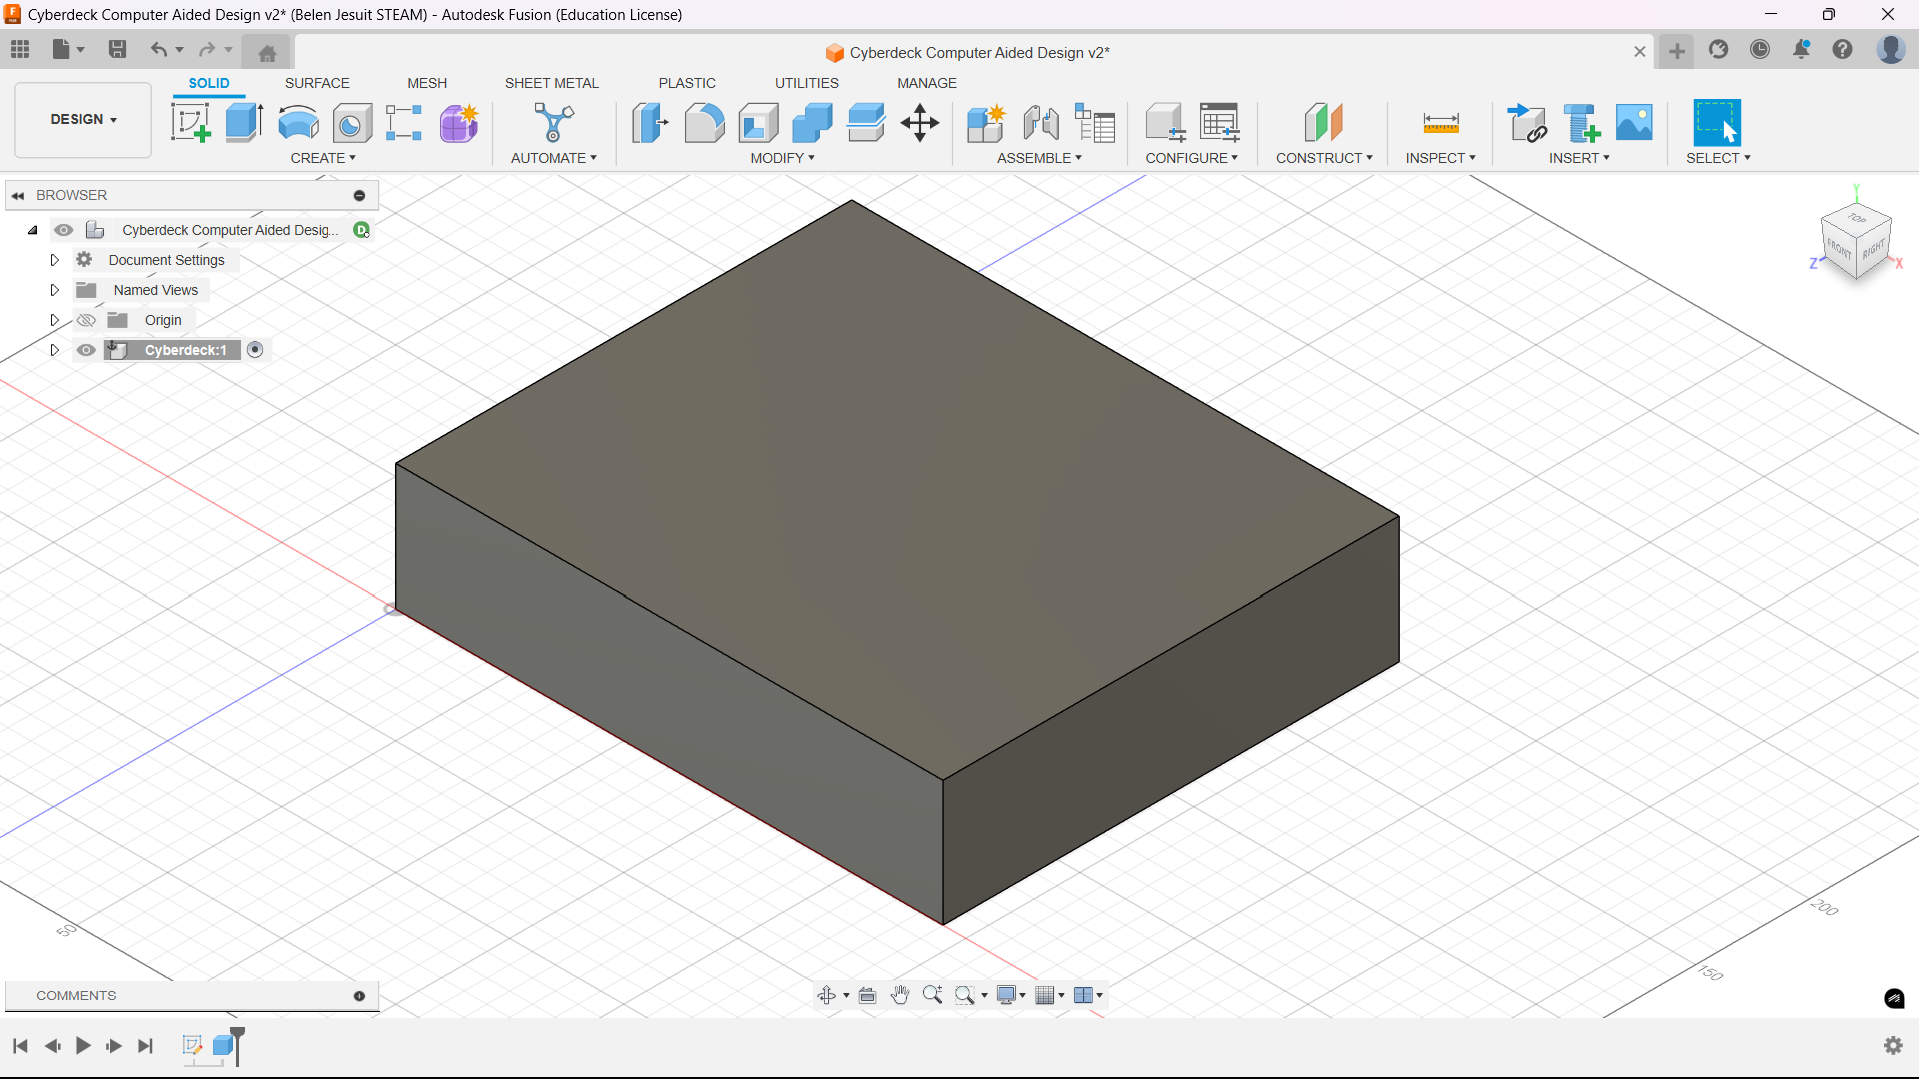 Cyberdeck Computer Aided Design v2* (Belen Jesuit STEAM) - Autodesk Fusion (Education License)
Cyberdeck Computer Aided Design v2*
SOLID SURFACE MESH SHEET METAL PLASTIC UTILITIES MANAGE
DESIGN
CREATE AUTOMATE MODIFY ASSEMBLE CONFIGURE CONSTRUCT INSPECT INSERT SELECT
BROWSER
Cyberdeck Computer Aided Desig... D
Document Settings
Named Views
Origin
Cyberdeck:1
Y
TOP
FRONT RIGHT
Z X
50
200
150
COMMENTS